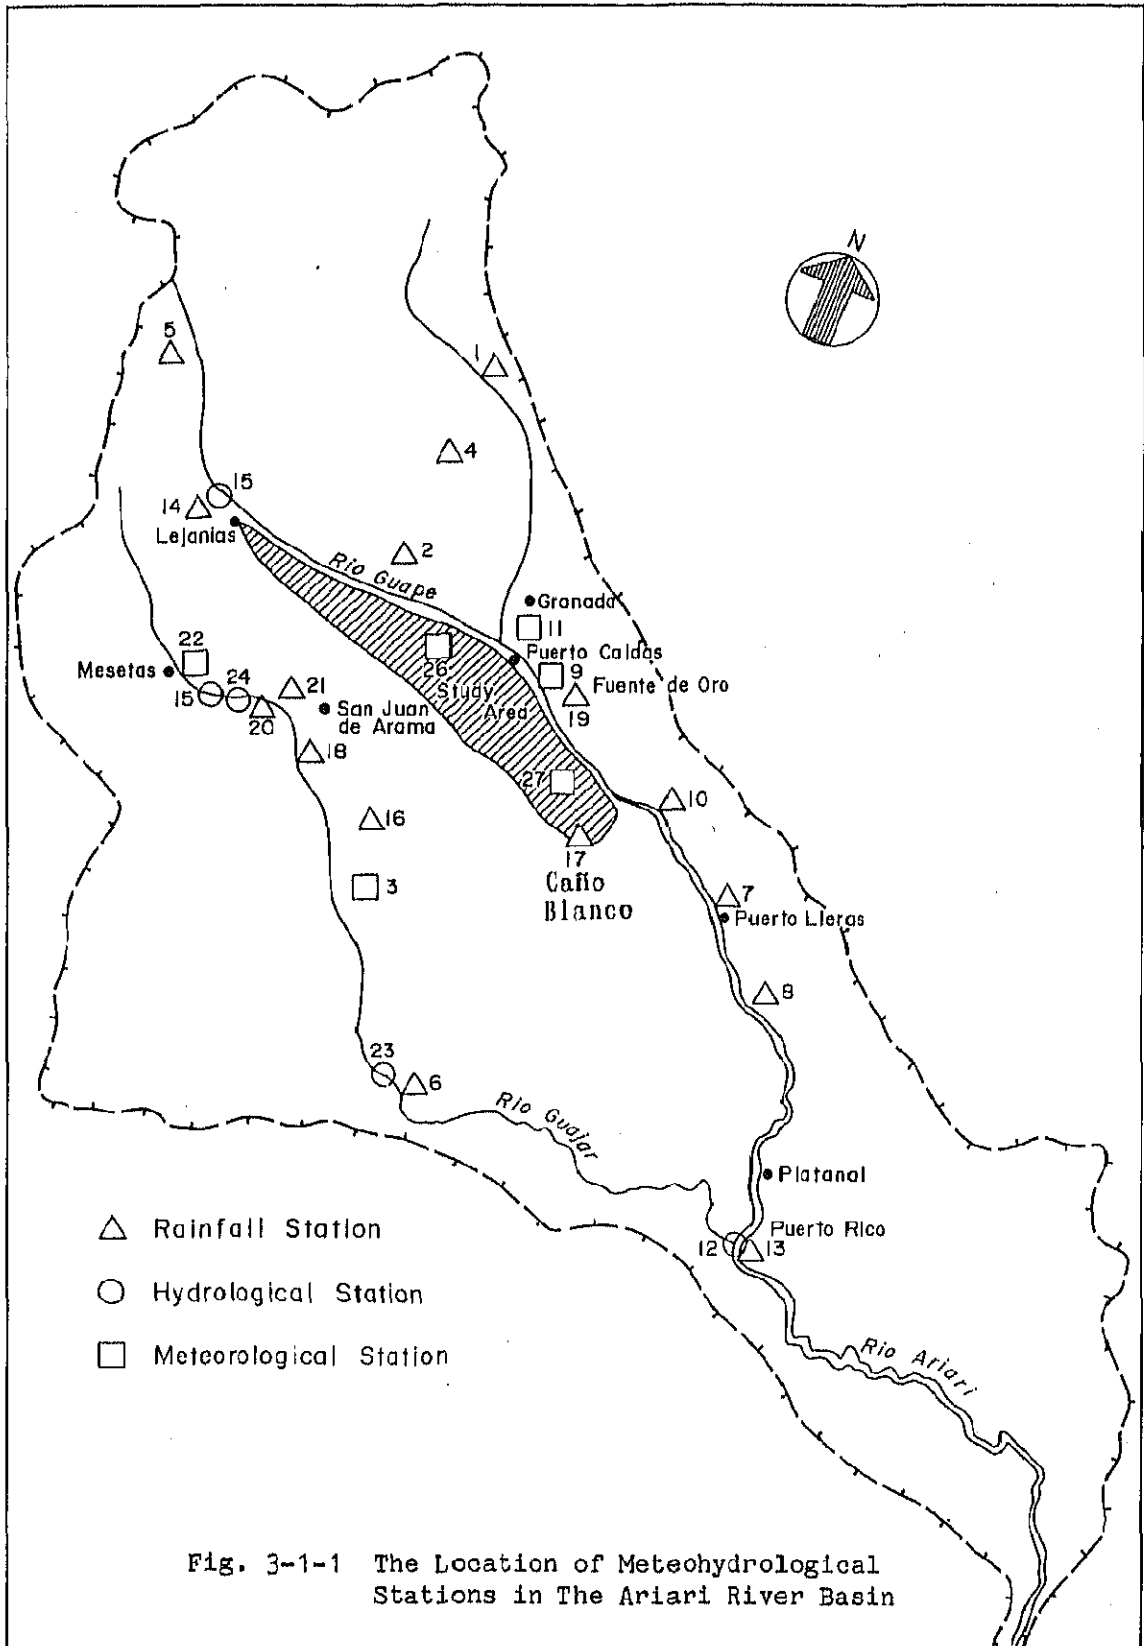 N
5
1
4
15
14
Lejanias
2
Rio Guape
Granada
11
Puerto Caldas
22
26
9
Mesetas
24
21
Study
Fuente de Oro
15
San Juan
Area
19
20
de Arama
18
27
10
16
17
3
Caño
7
Blanco
Puerto Lleras
8
23
6
Rio Guajar
Platanal
Puerto Rico
12
13
Rainfall Station
Hydrological Station
Meteorological Station
Rio Ariari
Fig. 3-1-1 The Location of Meteohydrological
Stations in The Ariari River Basin